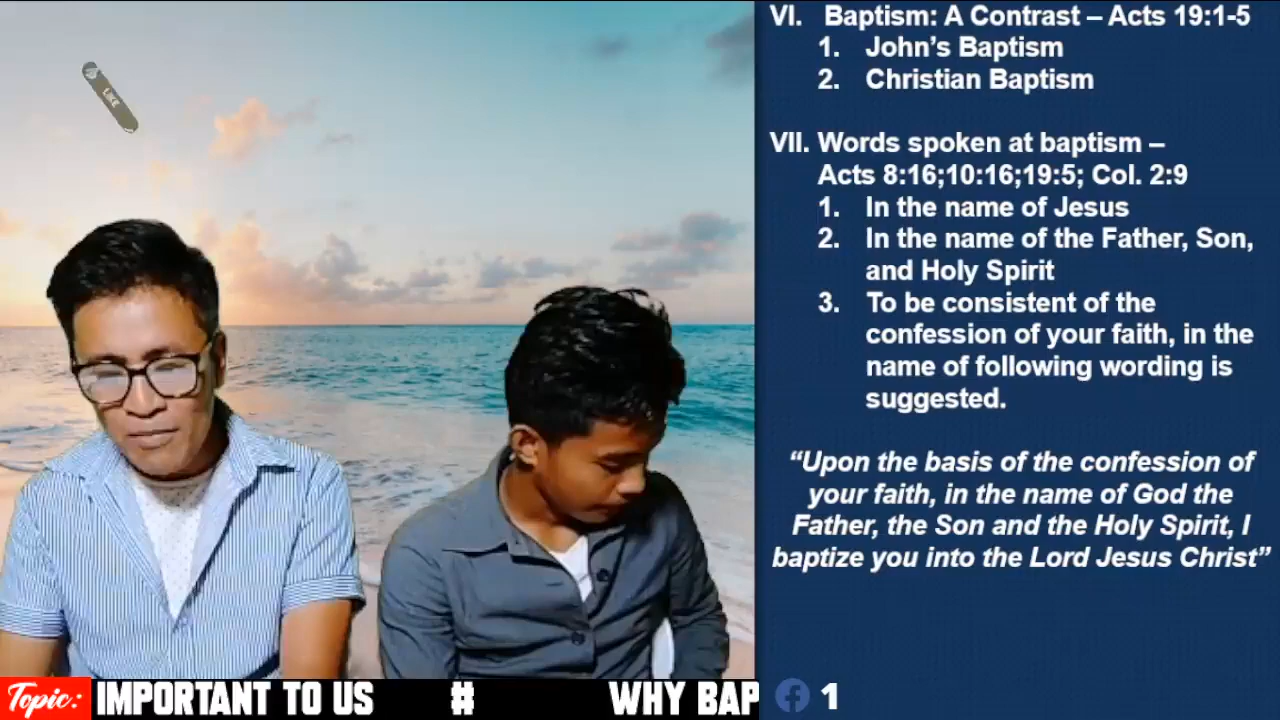 LIKE
VI. Baptism: A Contrast – Acts 19:1-5
1. John's Baptism
2. Christian Baptism
VII. Words spoken at baptism –
Acts 8:16;10:16;19:5; Col. 2:9
1. In the name of Jesus
2. In the name of the Father, Son,
and Holy Spirit
3. To be consistent of the
confession of your faith, in the
name of following wording is
suggested.
“Upon the basis of the confession of
your faith, in the name of God the
Father, the Son and the Holy Spirit, I
baptize you into the Lord Jesus Christ”
Topic: IMPORTANT TO US # WHY BAP
1